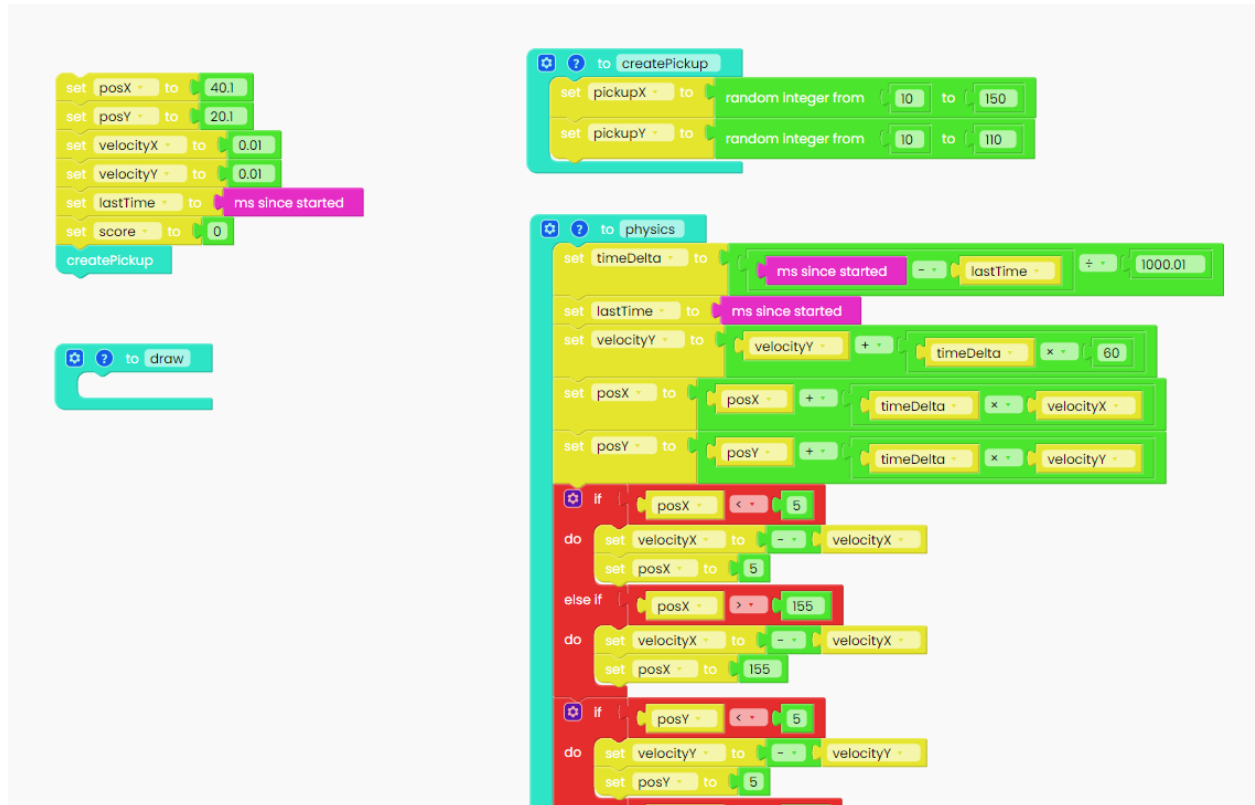 set posX to 40.1
set posY to 20.1
set velocityX to 0.01
set velocityY to 0.01
set lastTime to ms since started
set score to 0
createPickup
? to draw
? to createPickup
set pickupX to random integer from 10 to 150
set pickupY to random integer from 10 to 110
? to physics
set timeDelta to ms since started - lastTime ÷ 1000.01
set lastTime to ms since started
set velocityY to velocityY + timeDelta × 60
set posX to posX + timeDelta × velocityX
set posY to posY + timeDelta × velocityY
if posX < 5
do set velocityX to - velocityX
set posX to 5
else if posX > 155
do set velocityX to - velocityX
set posX to 155
if posY < 5
do set velocityY to - velocityY
set posY to 5